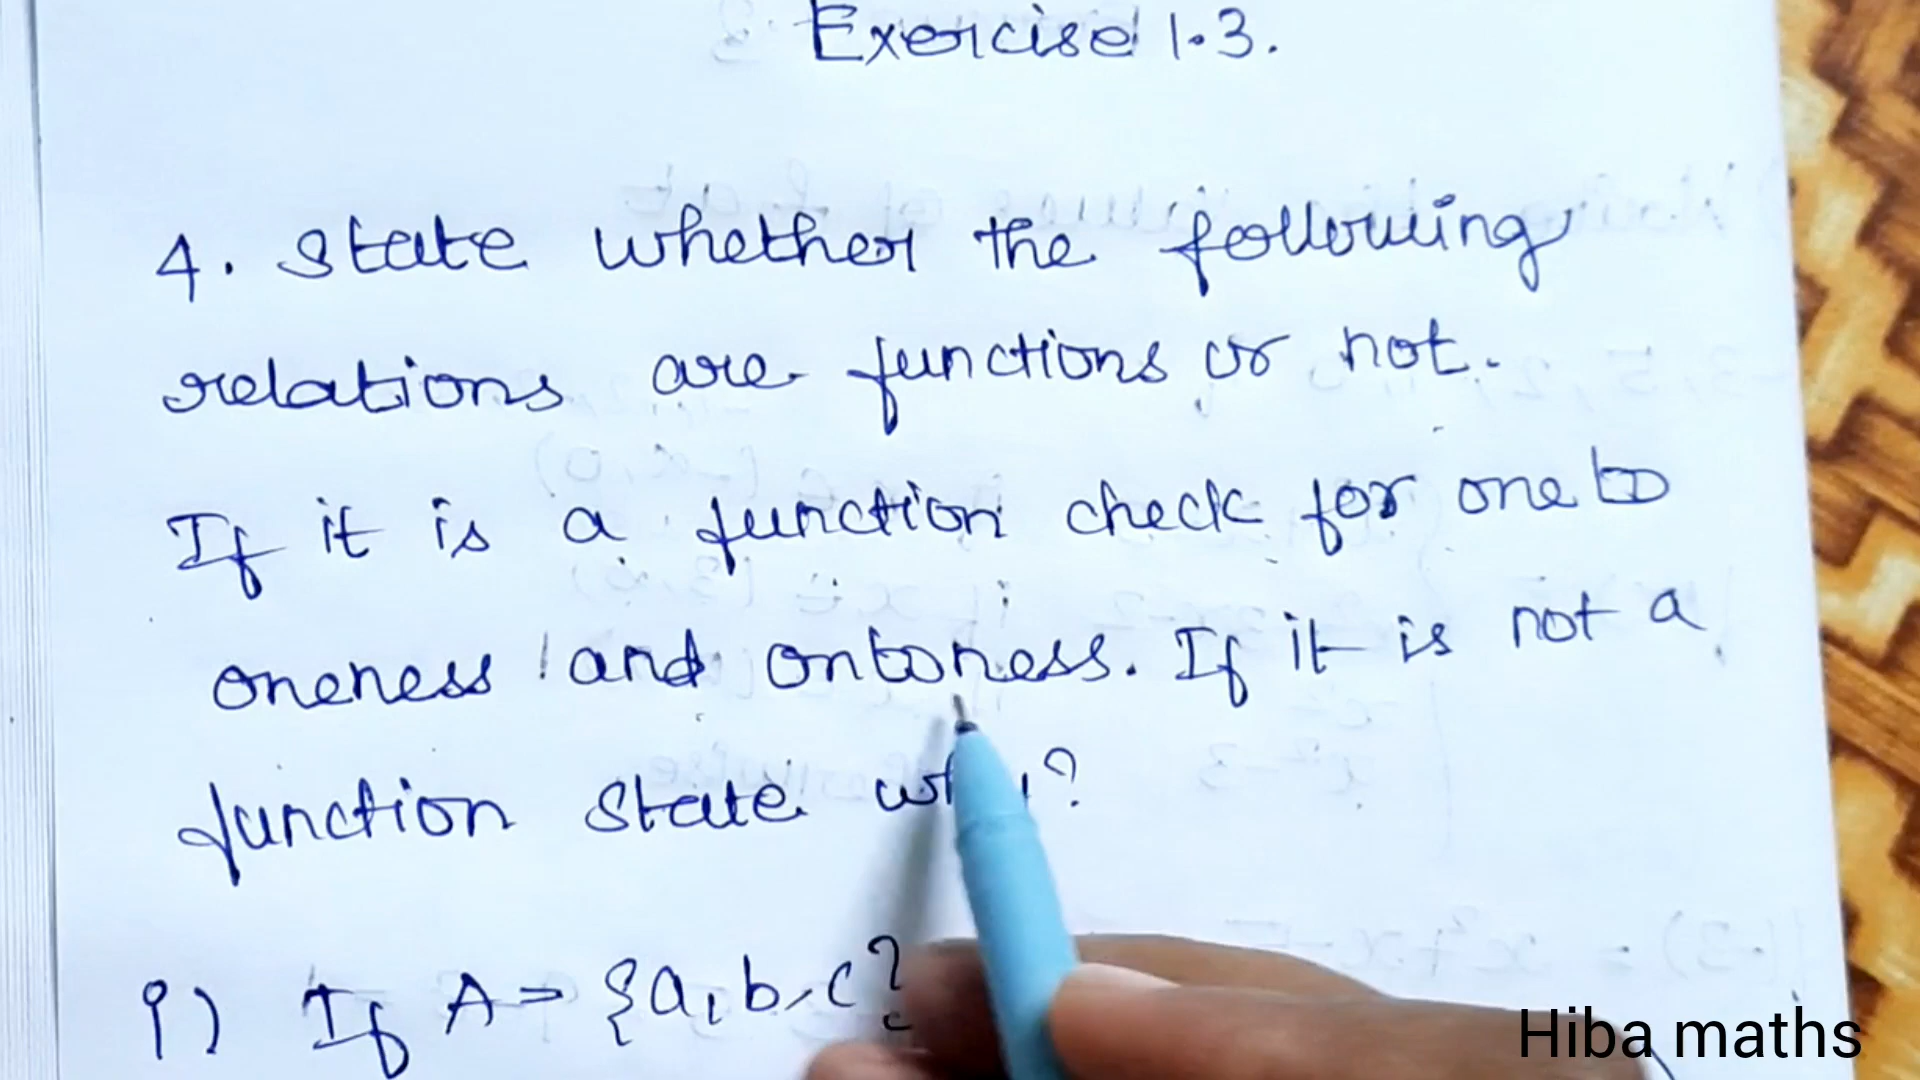 Exercise 1.3.
4. State whether the following
relations are functions or not.
If it is a function check for one to
oneness and ontoness. If it is not a
function state
i) If A = {a, b, c}
Hiba maths